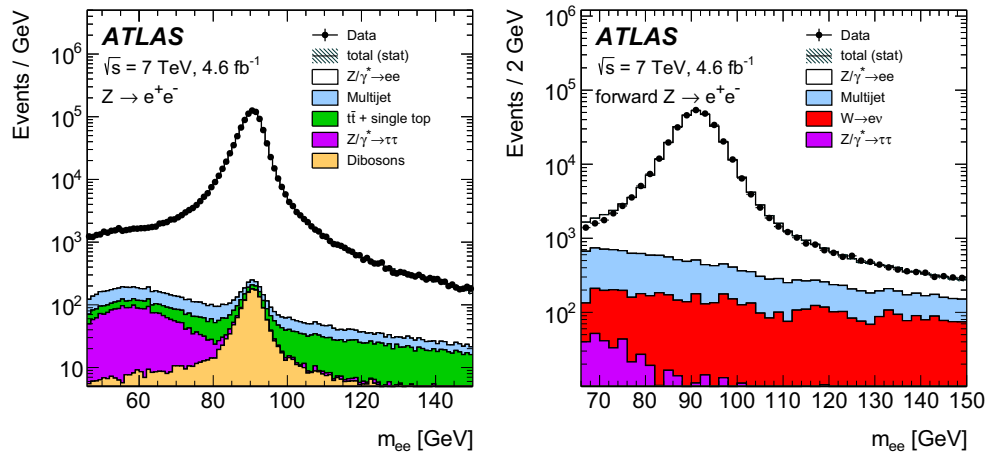 Events / GeV
10⁶
10⁵
10⁴
10³
10²
10
ATLAS
√s = 7 TeV, 4.6 fb⁻¹
Z → e⁺e⁻
Data
total (stat)
Z/γ*→ee
Multijet
tt̄ + single top
Z/γ*→ττ
Dibosons
60 80 100 120 140
m_ee [GeV]
Events / 2 GeV
10⁶
10⁵
10⁴
10³
10²
10
ATLAS
√s = 7 TeV, 4.6 fb⁻¹
forward Z → e⁺e⁻
Data
total (stat)
Z/γ*→ee
Multijet
W→eν
Z/γ*→ττ
70 80 90 100 110 120 130 140 150
m_ee [GeV]